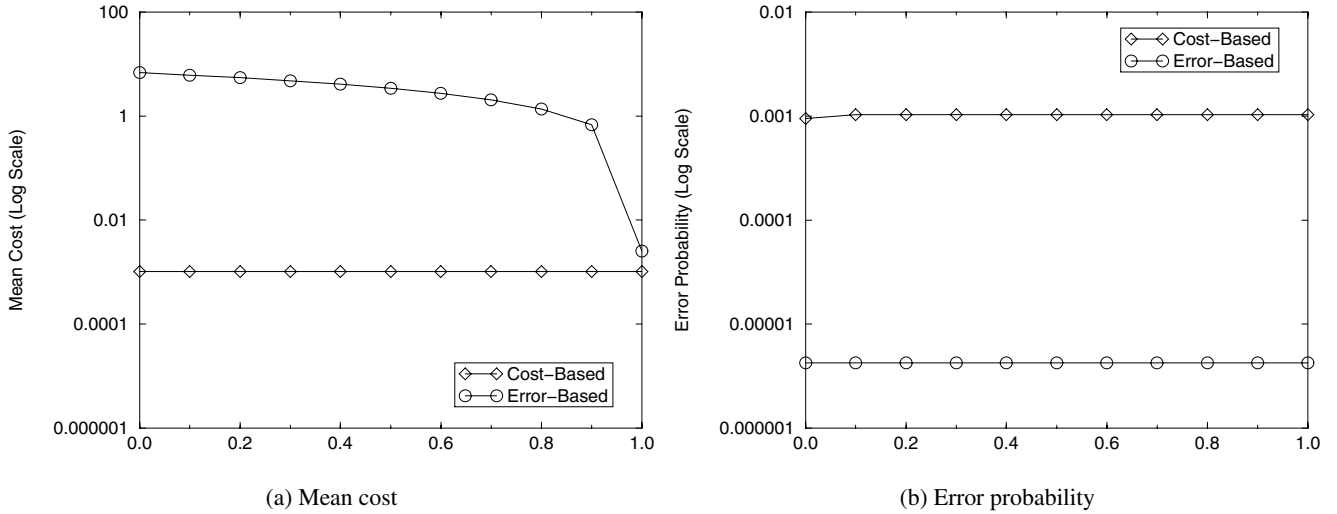 100
1
0.01
0.0001
0.000001
Mean Cost (Log Scale)
0.0 0.2 0.4 0.6 0.8 1.0
Cost−Based
Error−Based
(a) Mean cost
0.01
0.001
0.0001
0.00001
0.000001
Error Probability (Log Scale)
0.0 0.2 0.4 0.6 0.8 1.0
Cost−Based
Error−Based
(b) Error probability